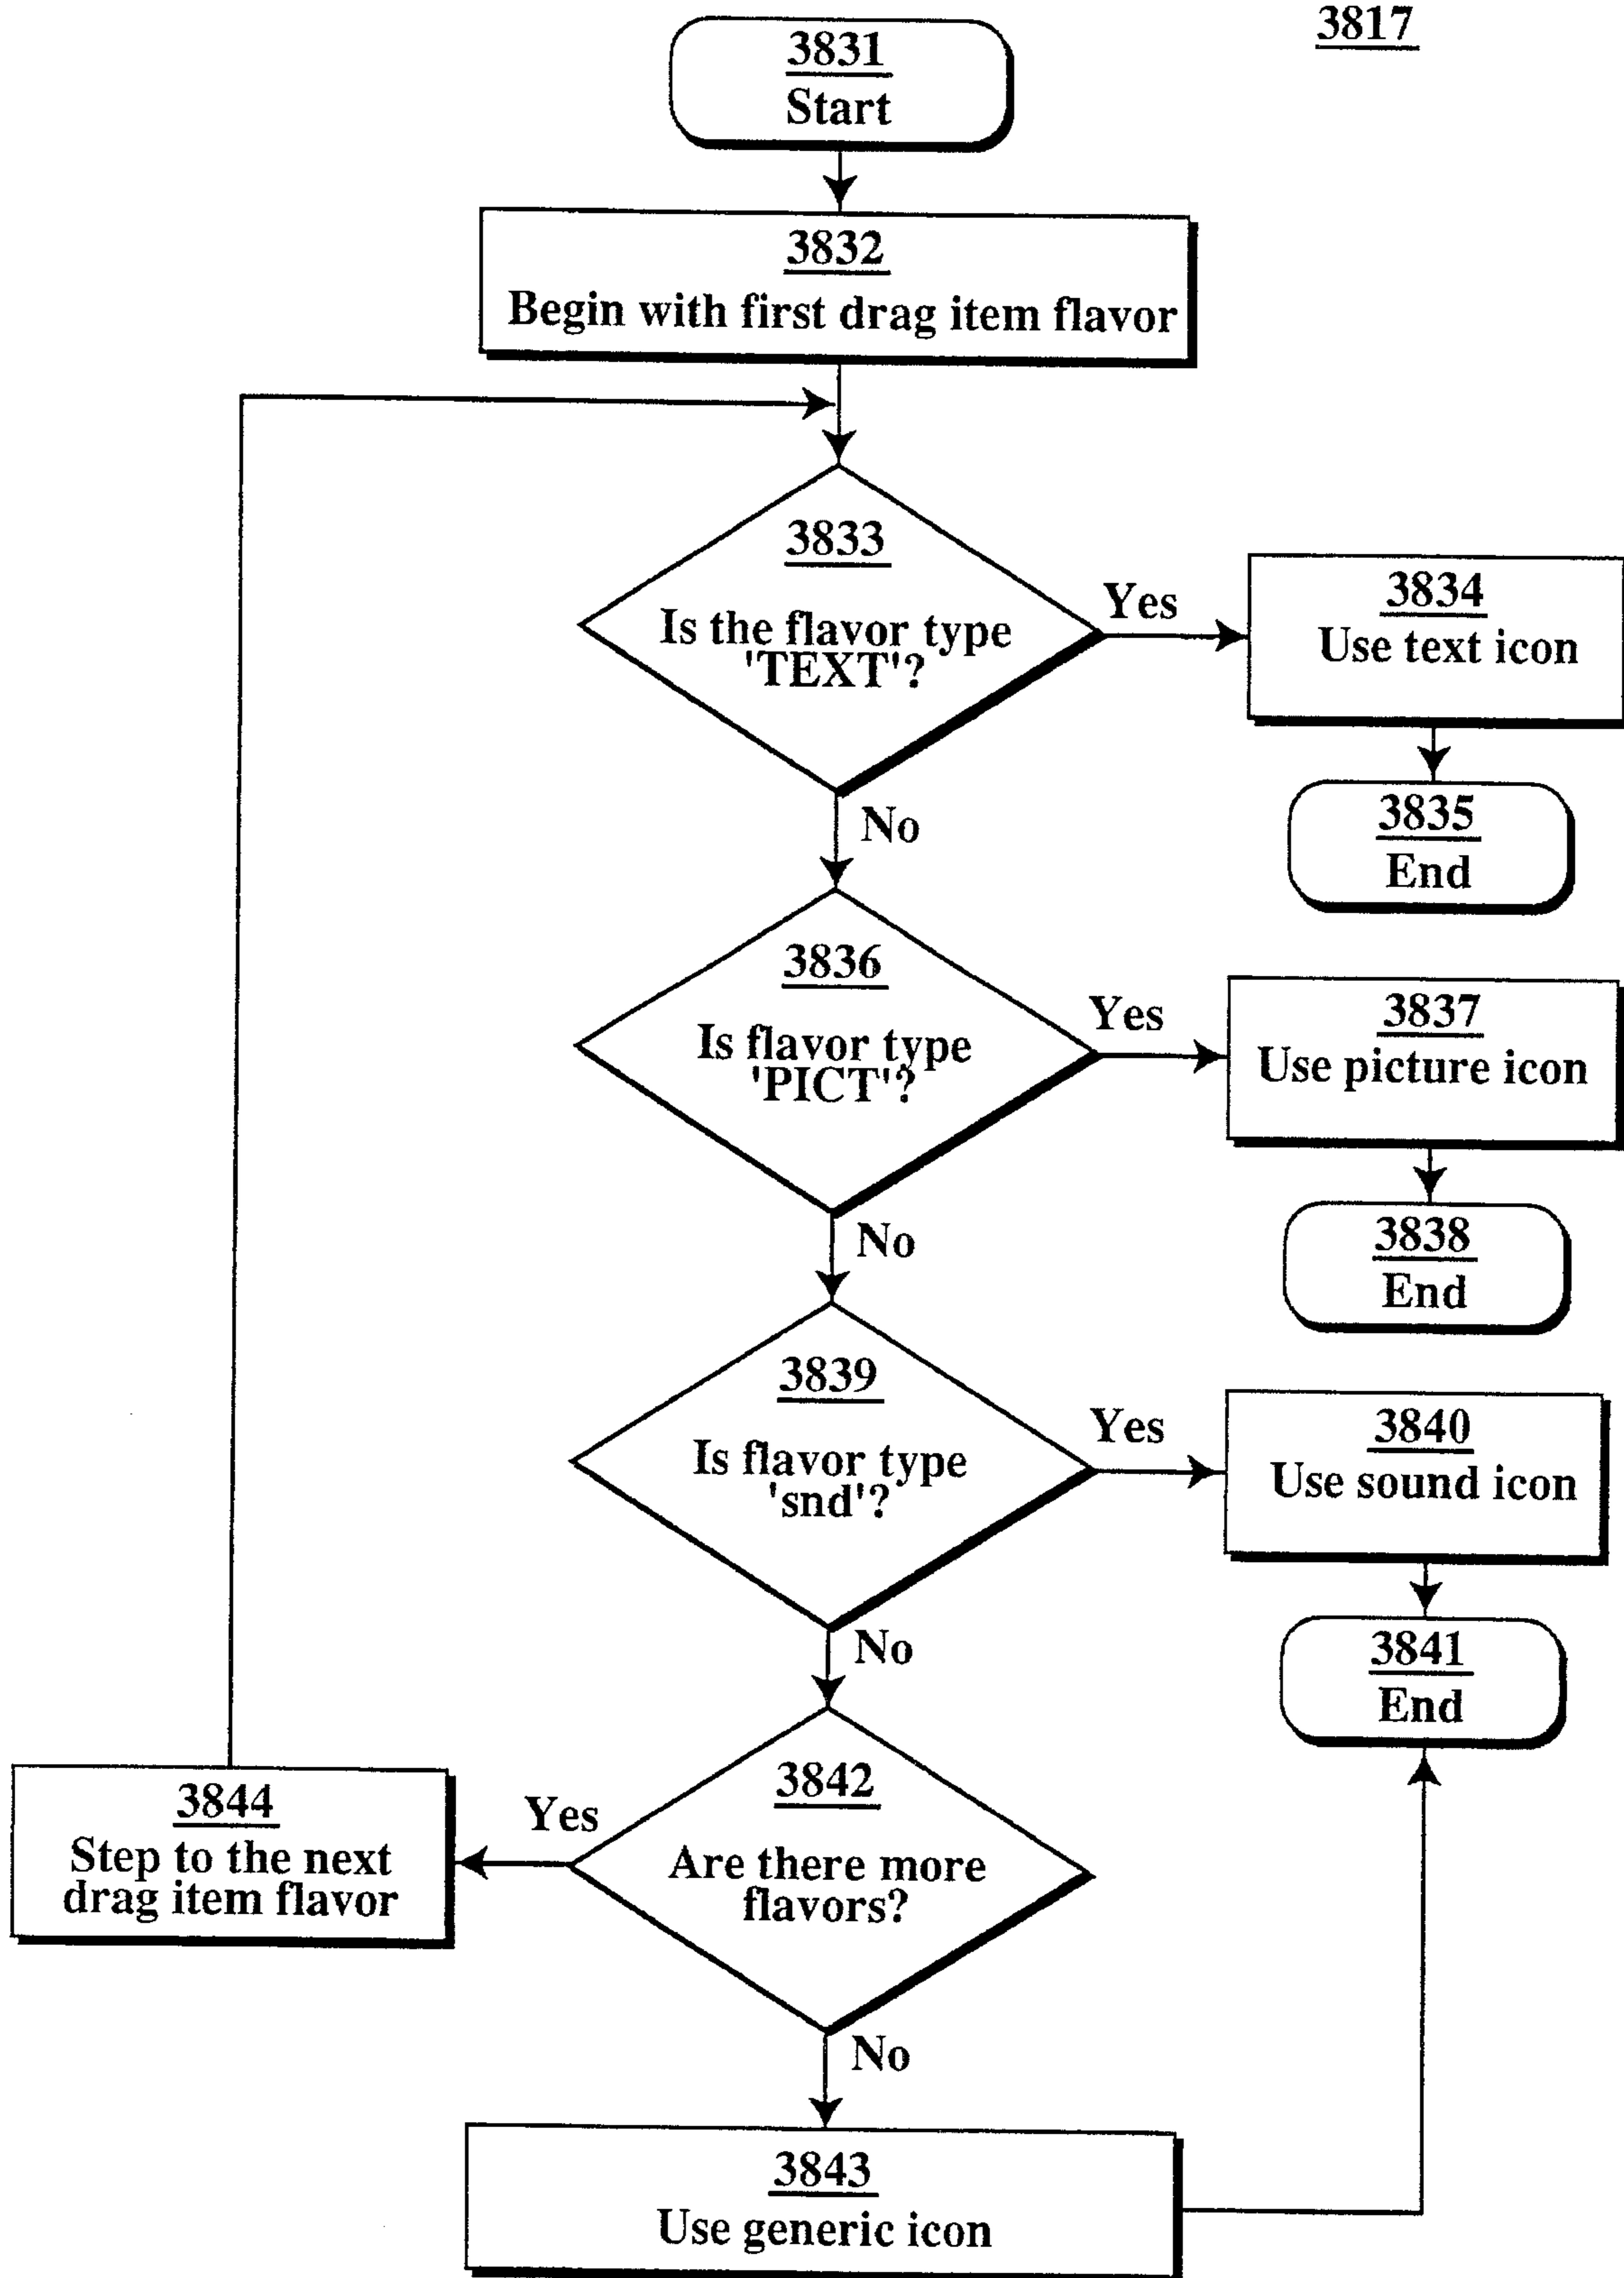 3817
3831
Start
3832
Begin with first drag item flavor
3833
Is the flavor type
'TEXT'?
Yes
3834
Use text icon
3835
End
No
3836
Is flavor type
'PICT'?
Yes
3837
Use picture icon
3838
End
No
3839
Is flavor type
'snd'?
Yes
3840
Use sound icon
3841
End
No
3842
Are there more
flavors?
Yes
3844
Step to the next
drag item flavor
No
3843
Use generic icon